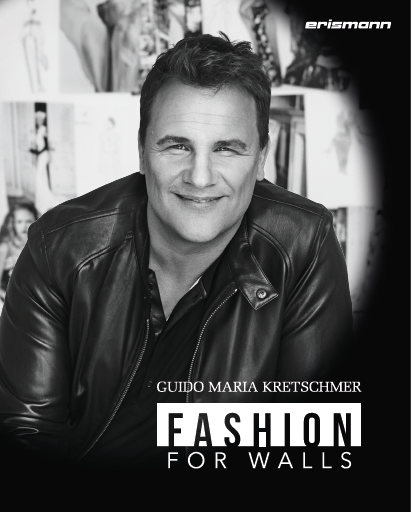 erismann
GUIDO MARIA KRETSCHMER
FASHION
FOR WALLS